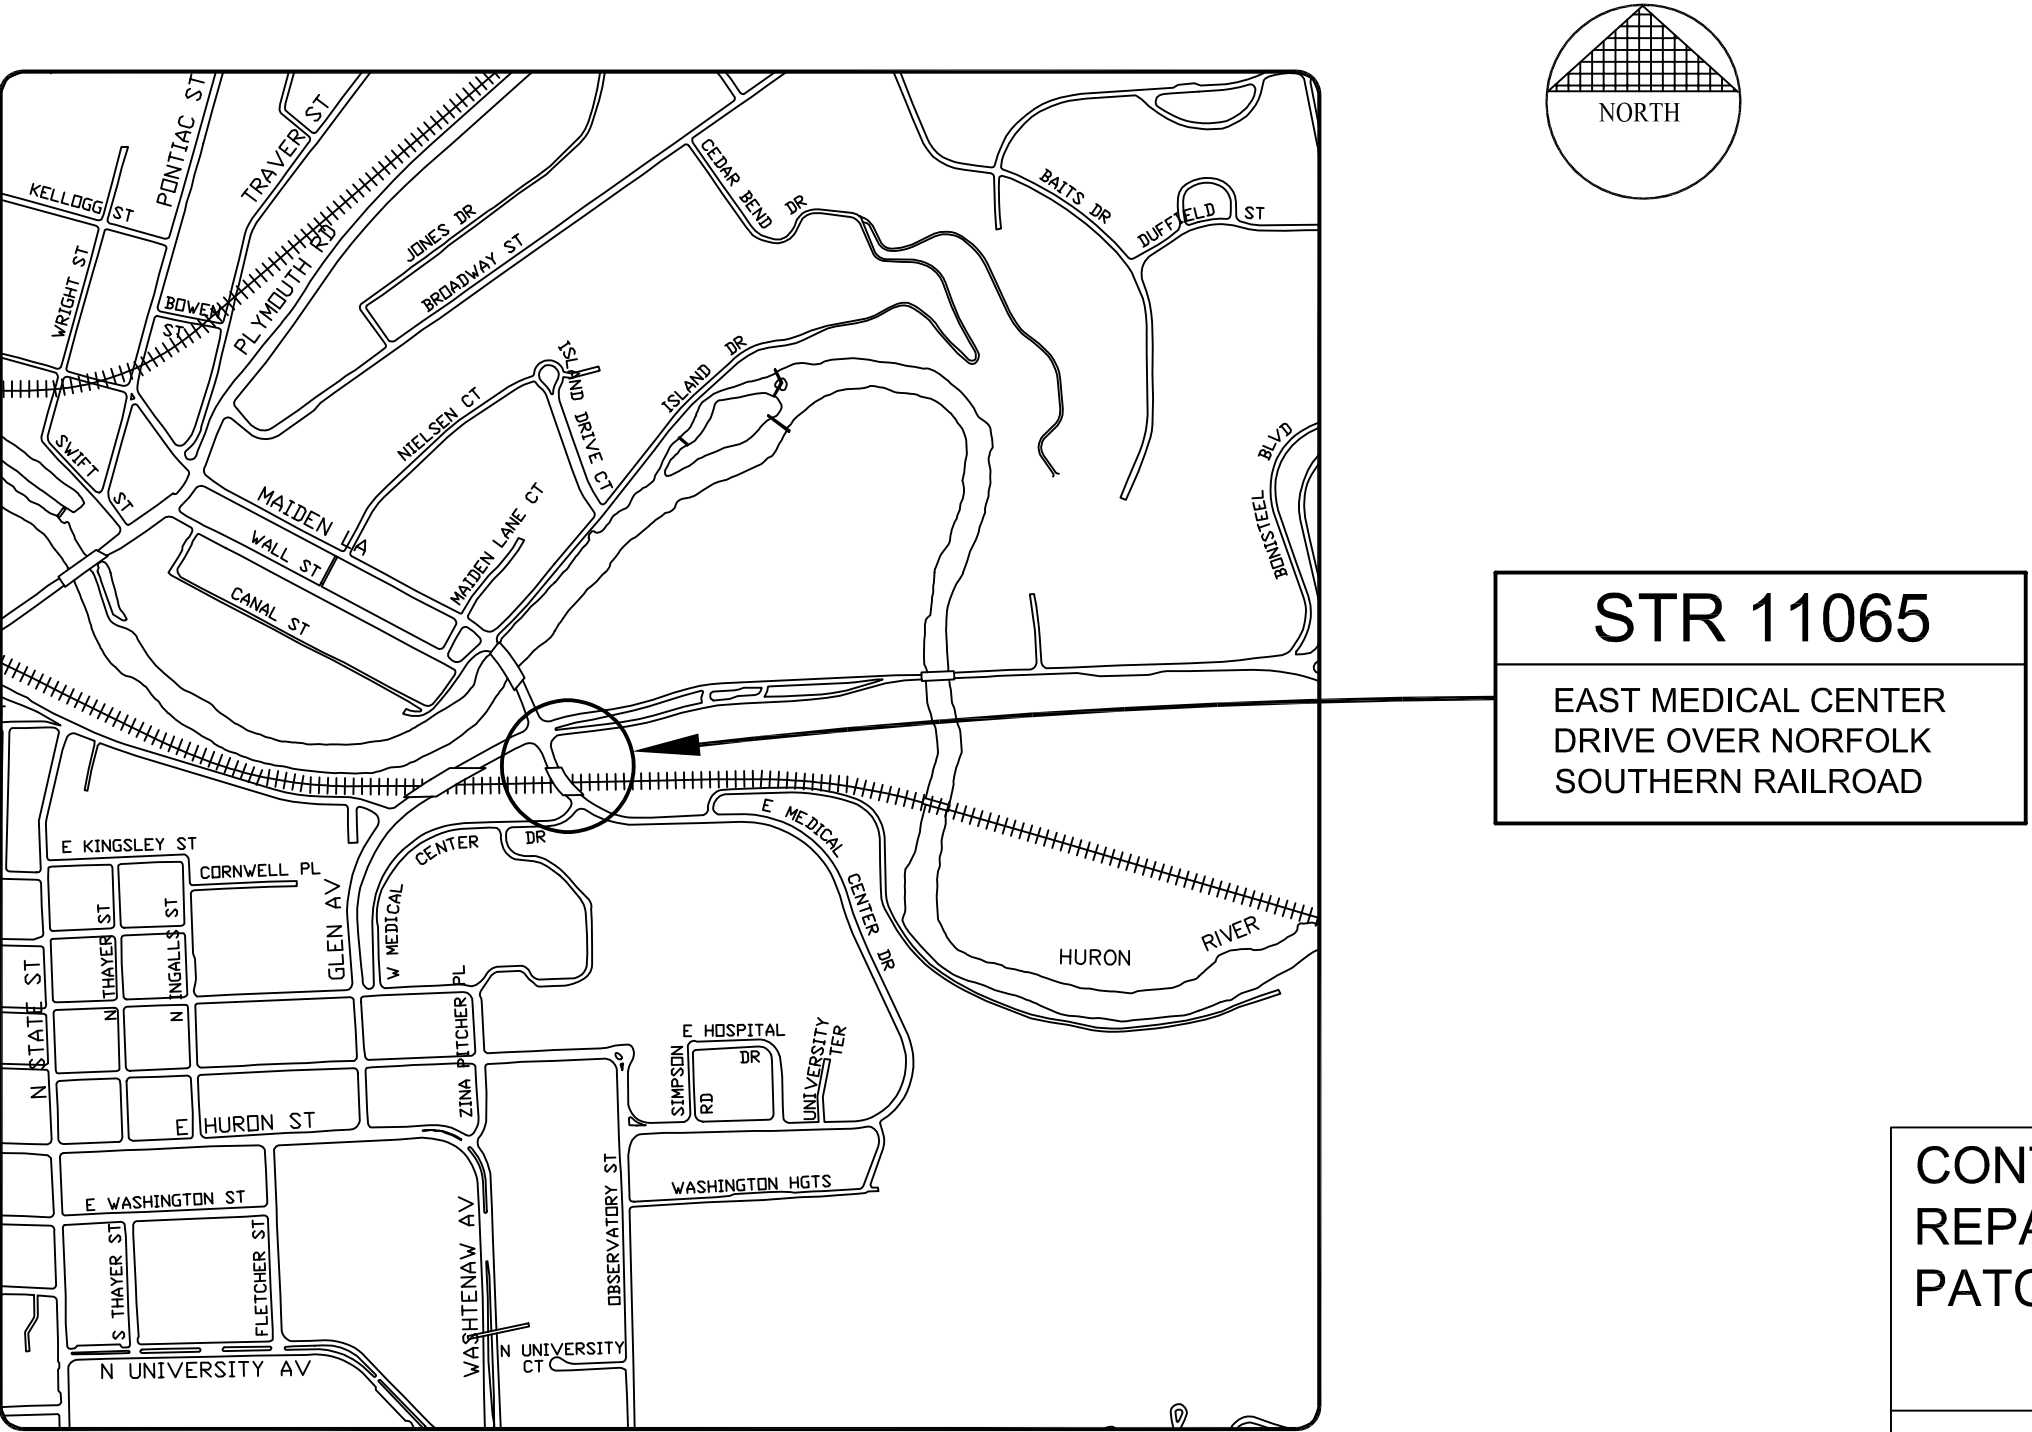 NORTH
PONTIAC ST
TRAVER ST
KELLOGG ST
WRIGHT ST
BOWEN
ST
PLYMOUTH RD
JONES DR
BROADWAY ST
CEDAR BEND DR
BAITS DR
DUFFIELD ST
ISLAND DR
ISLAND DRIVE CT
NIELSEN CT
SWIFT ST
MAIDEN LA
WALL ST
MAIDEN LANE CT
CANAL ST
BONISTEEL BLVD
STR 11065
EAST MEDICAL CENTER
DRIVE OVER NORFOLK
SOUTHERN RAILROAD
E MEDICAL CENTER DR
W MEDICAL CENTER DR
E KINGSLEY ST
CORNWELL PL
GLEN AV
N THAYER ST
N INGALLS ST
N STATE ST
HURON RIVER
ZINA PITCHER PL
E HOSPITAL
DR
SIMPSON
RD
UNIVERSITY
TER
E HURON ST
WASHINGTON HGTS
OBSERVATORY ST
E WASHINGTON ST
S THAYER ST
FLETCHER ST
WASHTENAW AV
N UNIVERSITY
CT
N UNIVERSITY AV